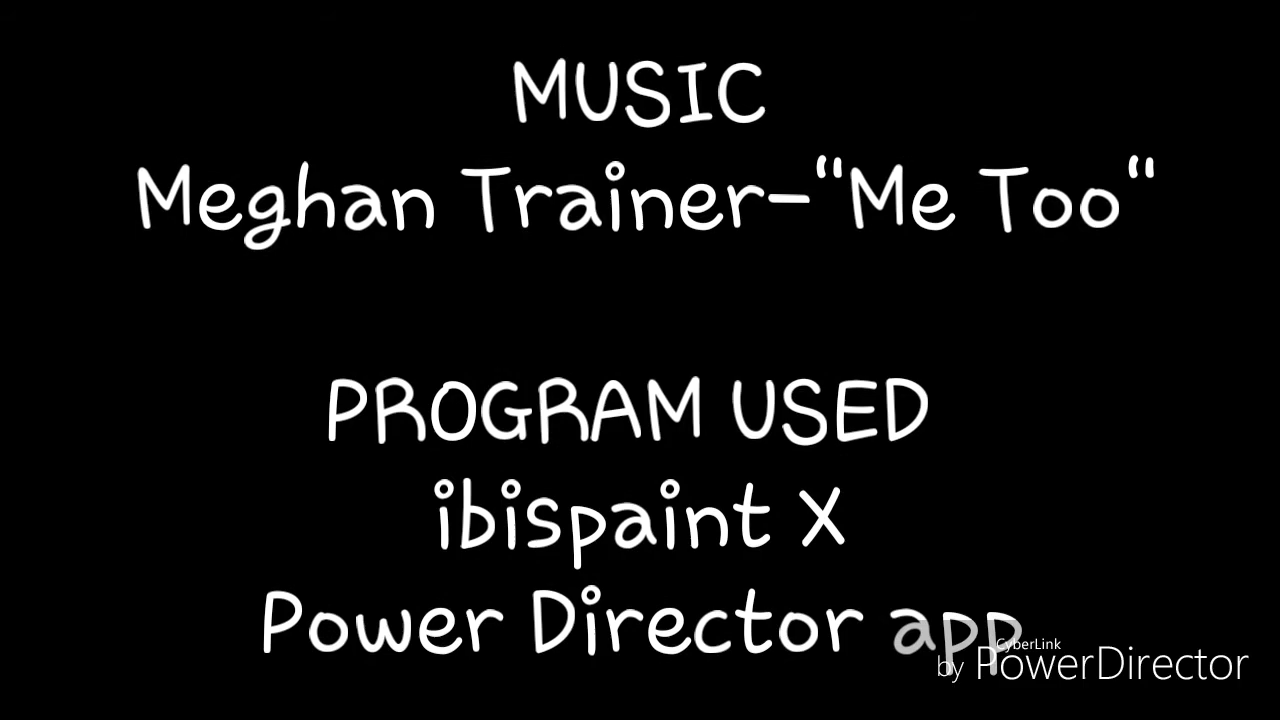 MUSIC
Meghan Trainer-"Me Too"
PROGRAM USED
ibispaint X
Power Director app
CyberLink
by PowerDirector